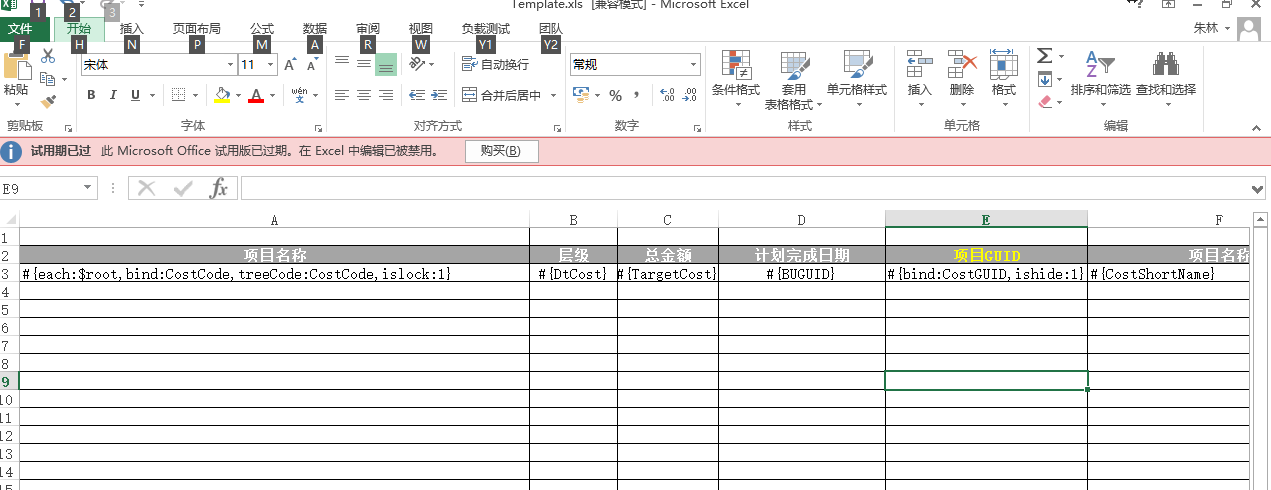 Template.xls [兼容模式] - Microsoft Excel
1 2 3
文件 开始 插入 页面布局 公式 数据 审阅 视图 负载测试 团队 朱林
F H N P M A R W Y1 Y2
宋体 11 A A 自动换行 常规
粘贴 B I U A wén 合并后居中 % , .0 .00 .00 .0 条件格式 套用 表格格式 单元格样式 插入 删除 格式 Σ 排序和筛选 查找和选择
剪贴板 字体 对齐方式 数字 样式 单元格 编辑
试用期已过 此 Microsoft Office 试用版已过期。在 Excel 中编辑已被禁用。 购买(B)
E9 fx
A B C D E F
1
2 项目名称 层级 总金额 计划完成日期 项目GUID 项目名称
3 #{each:$root,bind:CostCode,treeCode:CostCode,islock:1} #{DtCost} #{TargetCost} #{BUGUID} #{bind:CostGUID,ishide:1} #{CostShortName}
4
5
6
7
8
9
10
11
12
13
14
15